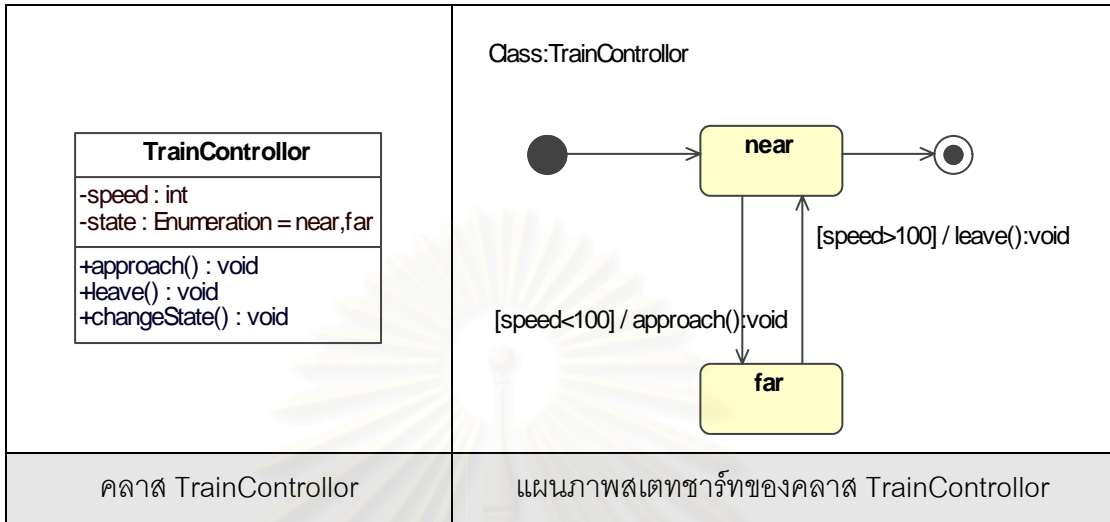 TrainControllor
-speed : int
-state : Enumeration = near,far
+approach() : void
+leave() : void
+changeState() : void
Class:TrainControllor
near
[speed>100] / leave():void
[speed<100] / approach():void
far
คลาส TrainControllor
แผนภาพสเตทชาร์ทของคลาส TrainControllor